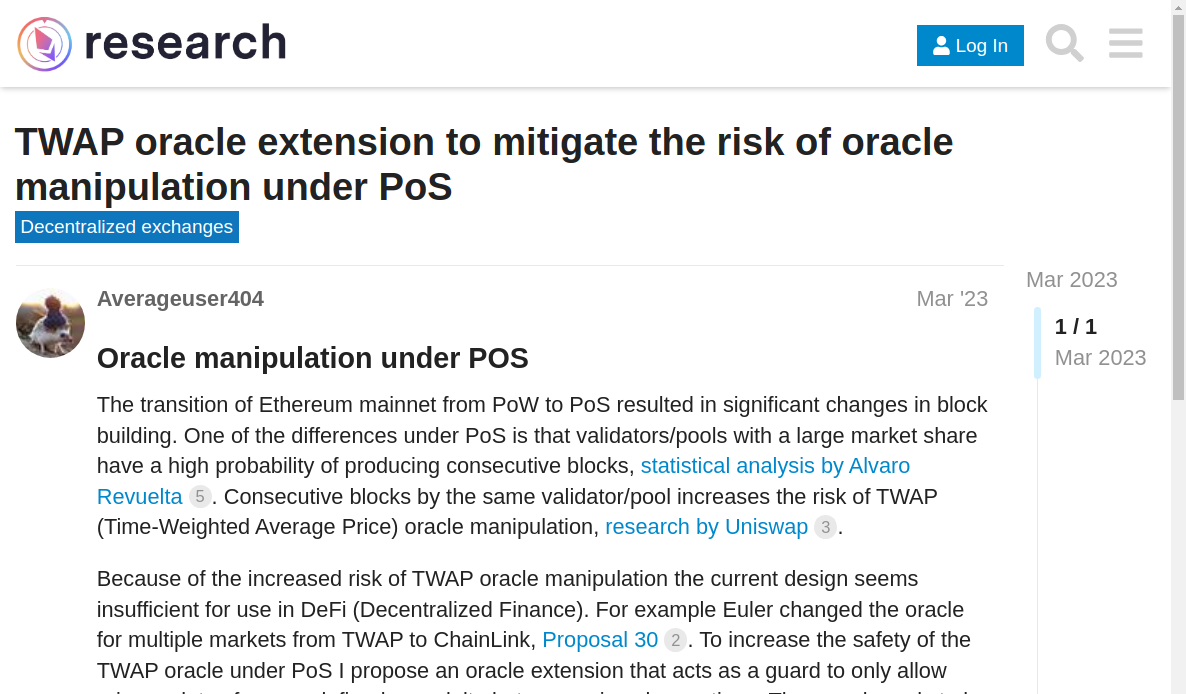 research
Log In
TWAP oracle extension to mitigate the risk of oracle
manipulation under PoS
Decentralized exchanges
Averageuser404
Mar '23
Mar 2023
1 / 1
Mar 2023
Oracle manipulation under POS
The transition of Ethereum mainnet from PoW to PoS resulted in significant changes in block
building. One of the differences under PoS is that validators/pools with a large market share
have a high probability of producing consecutive blocks, statistical analysis by Alvaro
Revuelta 5. Consecutive blocks by the same validator/pool increases the risk of TWAP
(Time-Weighted Average Price) oracle manipulation, research by Uniswap 3.
Because of the increased risk of TWAP oracle manipulation the current design seems
insufficient for use in DeFi (Decentralized Finance). For example Euler changed the oracle
for multiple markets from TWAP to ChainLink, Proposal 30 2. To increase the safety of the
TWAP oracle under PoS I propose an oracle extension that acts as a guard to only allow